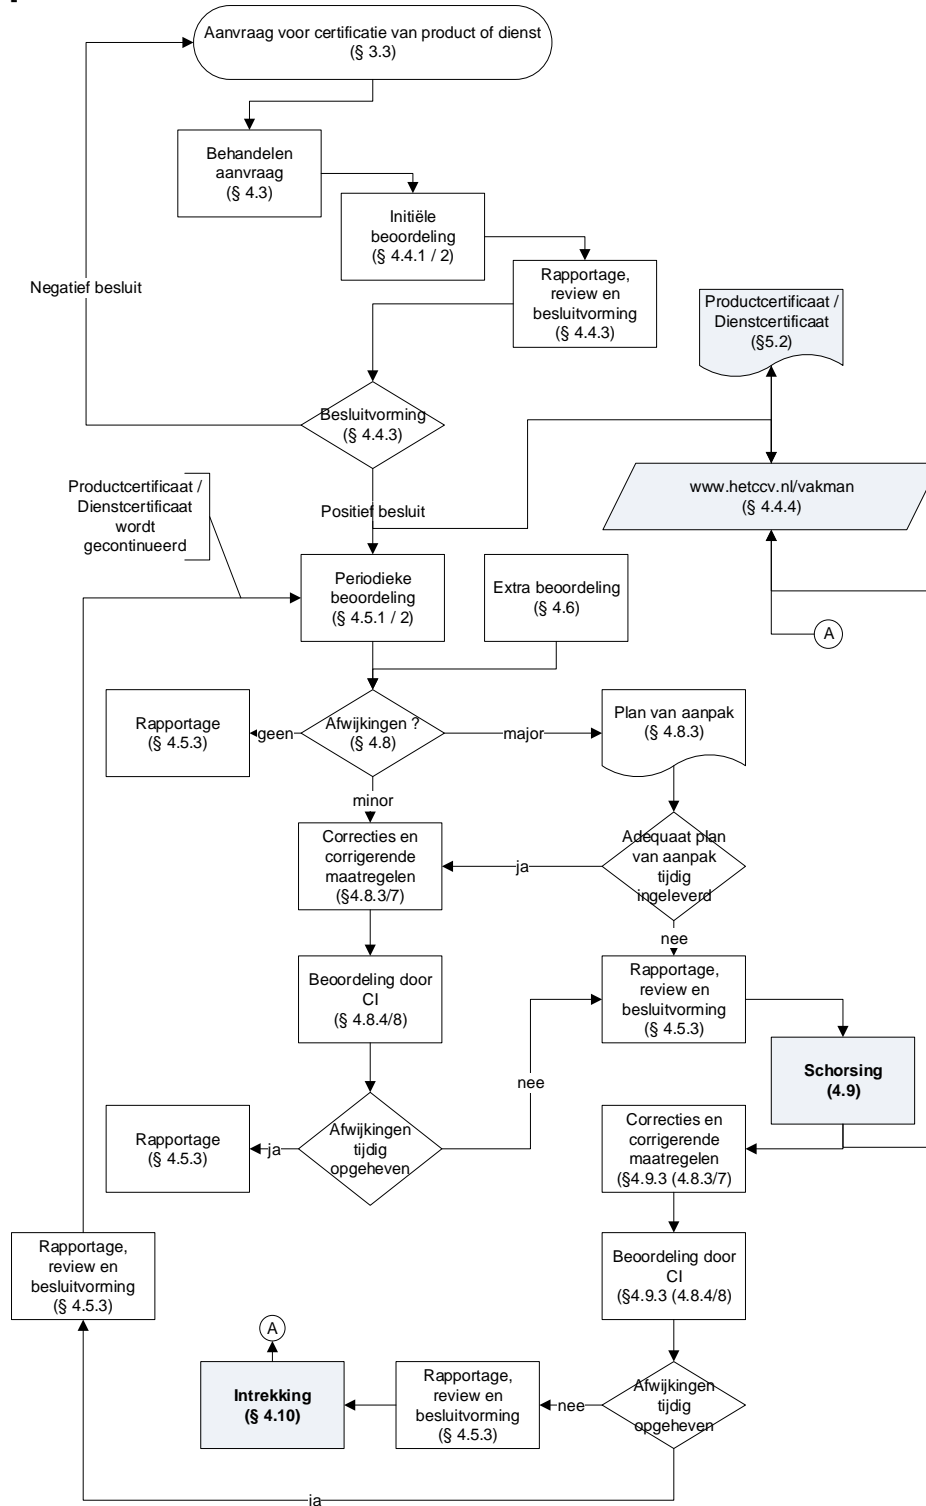 Aanvraag voor certificatie van product of dienst
(§ 3.3)
Behandelen
aanvraag
(§ 4.3)
Initiële
beoordeling
(§ 4.4.1 / 2)
Rapportage,
review en
besluitvorming
(§ 4.4.3)
Negatief besluit
Productcertificaat /
Dienstcertificaat
(§5.2)
Besluitvorming
(§ 4.4.3)
www.hetccv.nl/vakman
(§ 4.4.4)
Productcertificaat /
Dienstcertificaat
wordt
gecontinueerd
Positief besluit
Periodieke
beoordeling
(§ 4.5.1 / 2)
Extra beoordeling
(§ 4.6)
A
Rapportage
(§ 4.5.3)
geen
Afwijkingen ?
(§ 4.8)
major
Plan van aanpak
(§ 4.8.3)
minor
Correcties en
corrigerende
maatregelen
(§4.8.3/7)
ja
Adequaat plan
van aanpak
tijdig
ingeleverd
nee
Beoordeling door
CI
(§ 4.8.4/8)
Rapportage,
review en
besluitvorming
(§ 4.5.3)
Schorsing
(4.9)
nee
Rapportage
(§ 4.5.3)
ja
Afwijkingen
tijdig
opgeheven
Correcties en
corrigerende
maatregelen
(§4.9.3 (4.8.3/7)
Rapportage,
review en
besluitvorming
(§ 4.5.3)
Beoordeling door
CI
(§4.9.3 (4.8.4/8)
A
Intrekking
(§ 4.10)
Rapportage,
review en
besluitvorming
(§ 4.5.3)
nee
Afwijkingen
tijdig
opgeheven
ja